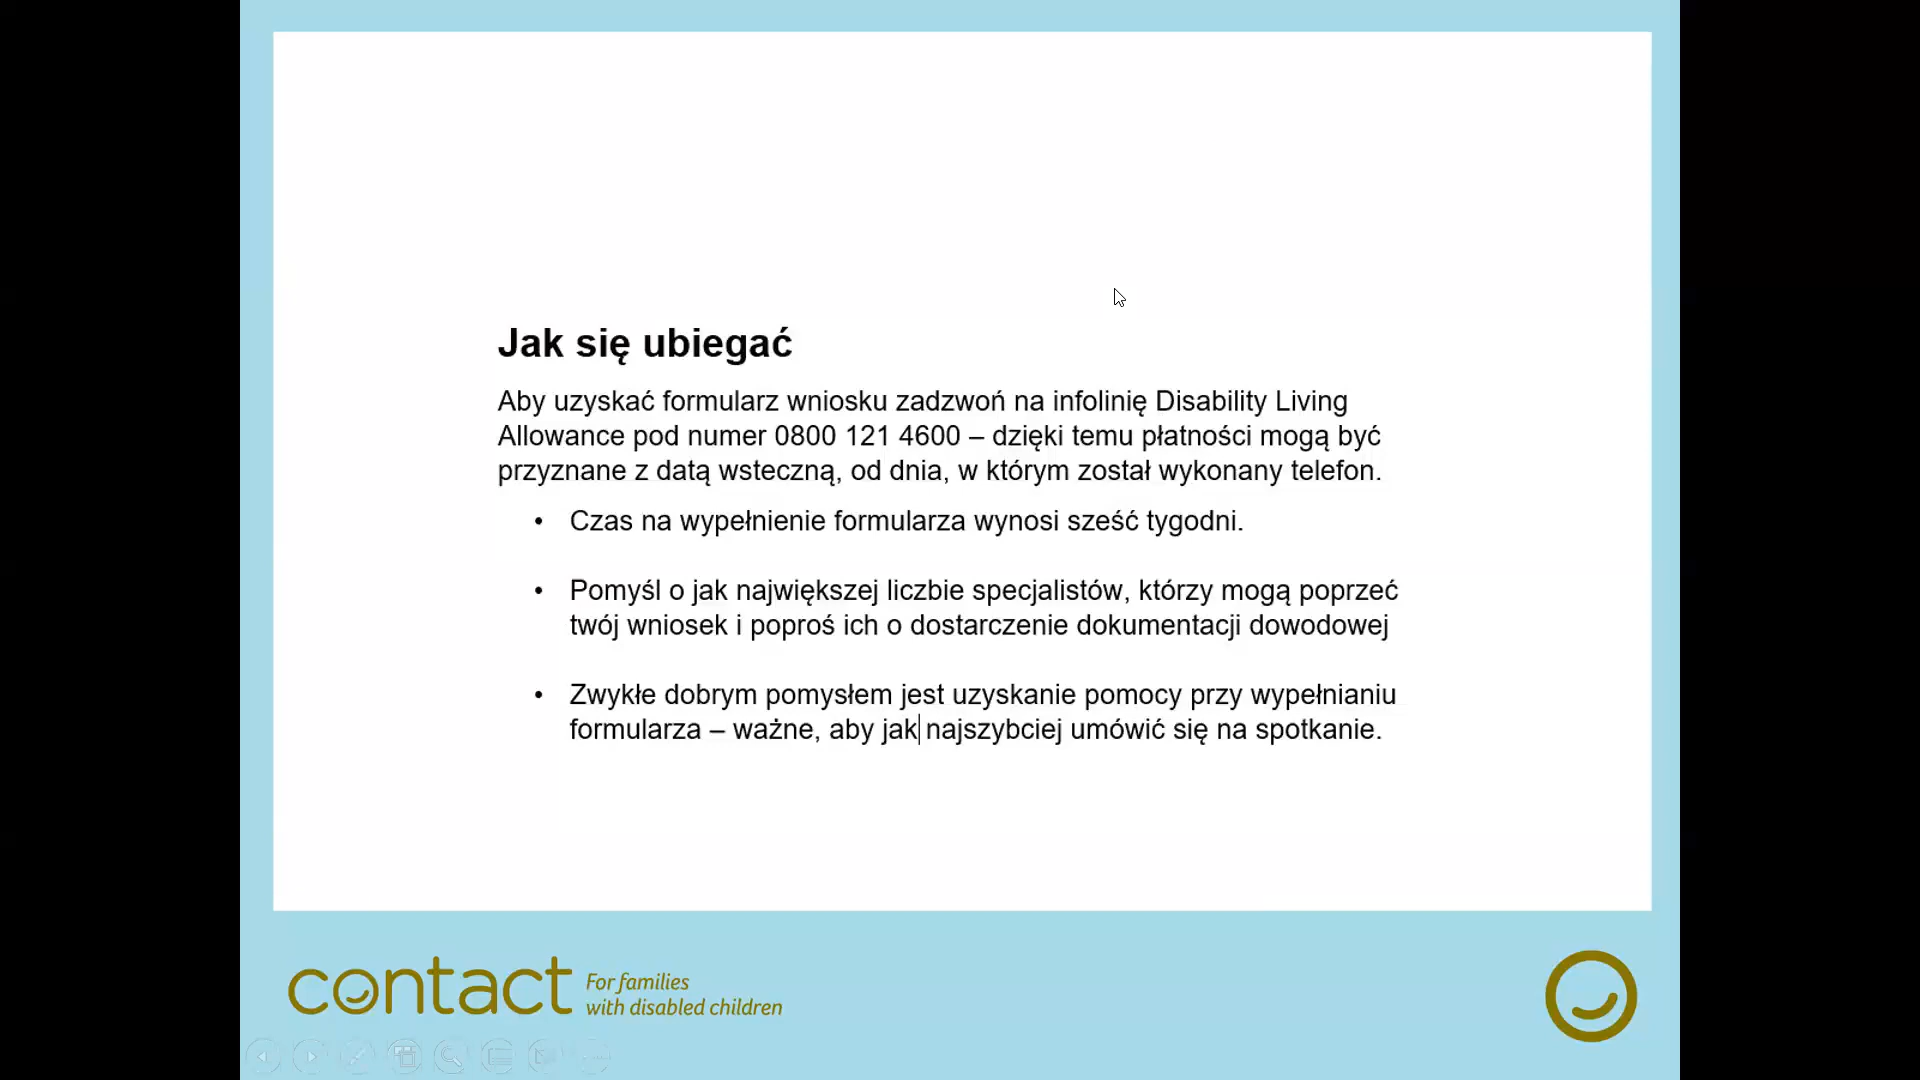 Jak się ubiegać
Aby uzyskać formularz wniosku zadzwoń na infolinię Disability Living
Allowance pod numer 0800 121 4600 – dzięki temu płatności mogą być
przyznane z datą wsteczną, od dnia, w którym został wykonany telefon.
• Czas na wypełnienie formularza wynosi sześć tygodni.
• Pomyśl o jak największej liczbie specjalistów, którzy mogą poprzeć
twój wniosek i poproś ich o dostarczenie dokumentacji dowodowej
• Zwykłe dobrym pomysłem jest uzyskanie pomocy przy wypełnianiu
formularza – ważne, aby jak najszybciej umówić się na spotkanie.
contact
For families
with disabled children